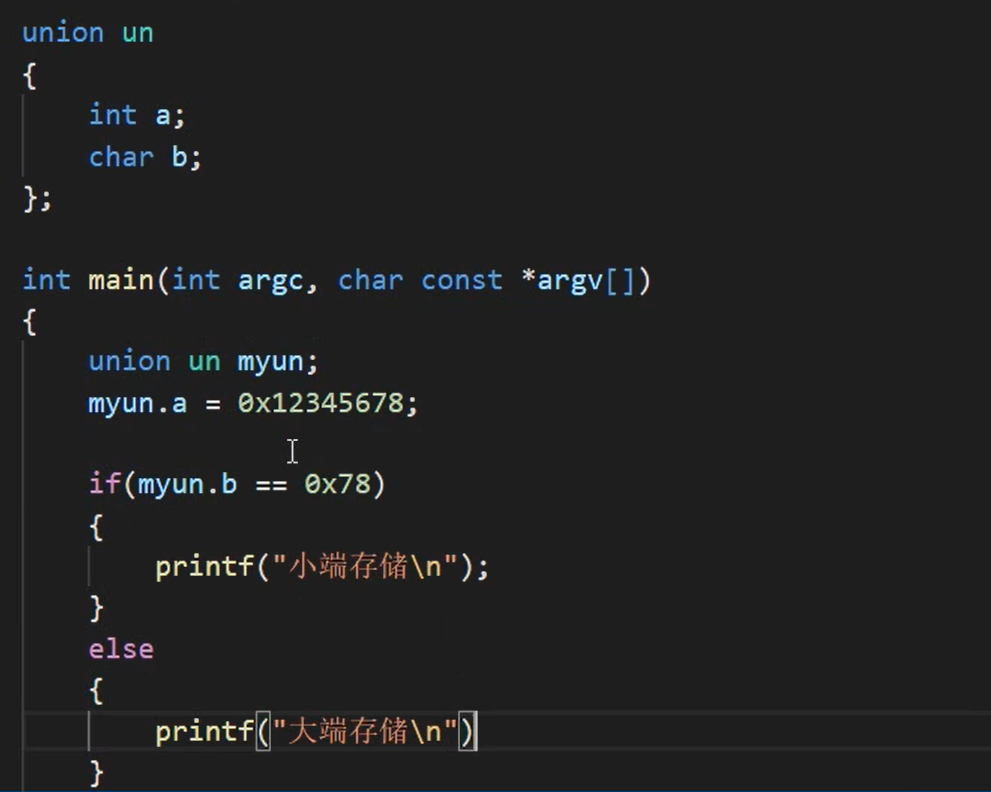 union un
{
    int a;
    char b;
};

int main(int argc, char const *argv[])
{
    union un myun;
    myun.a = 0x12345678;

    if(myun.b == 0x78)
    {
        printf("小端存储\n");
    }
    else
    {
        printf("大端存储\n")
    }